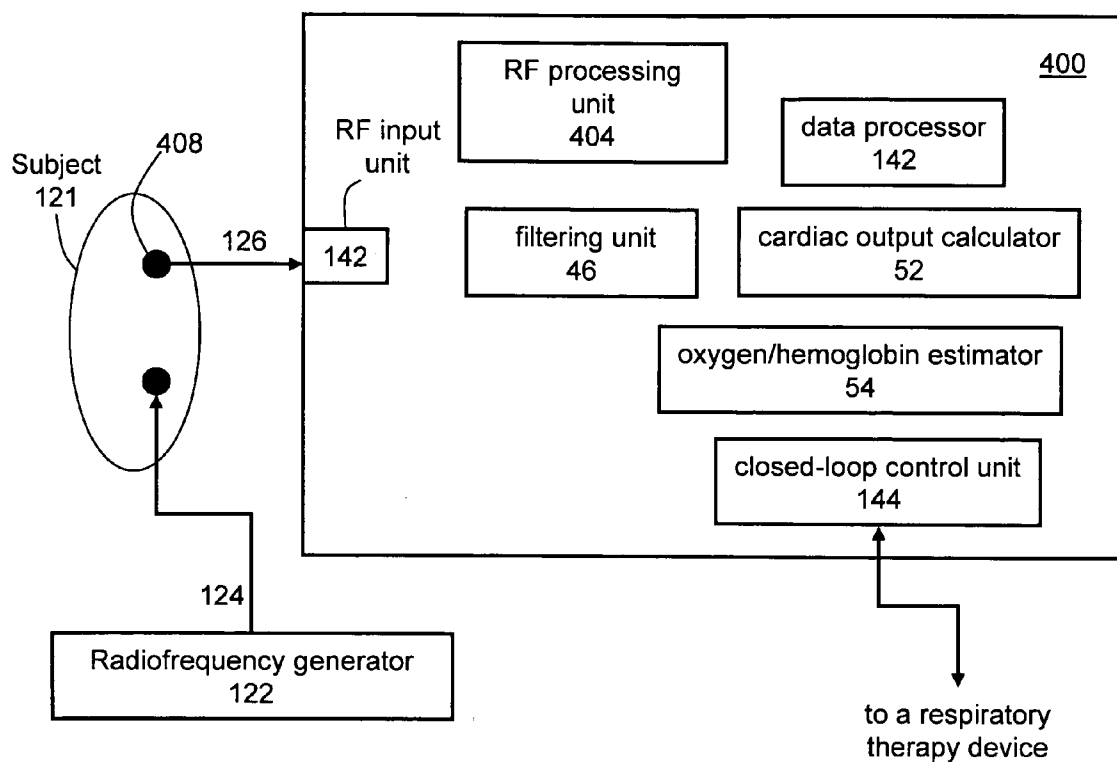 RF processing
unit
404
400
data processor
142
408
RF input
unit
Subject
121
126
142
filtering unit
46
cardiac output calculator
52
oxygen/hemoglobin estimator
54
closed-loop control unit
144
124
Radiofrequency generator
122
to a respiratory
therapy device